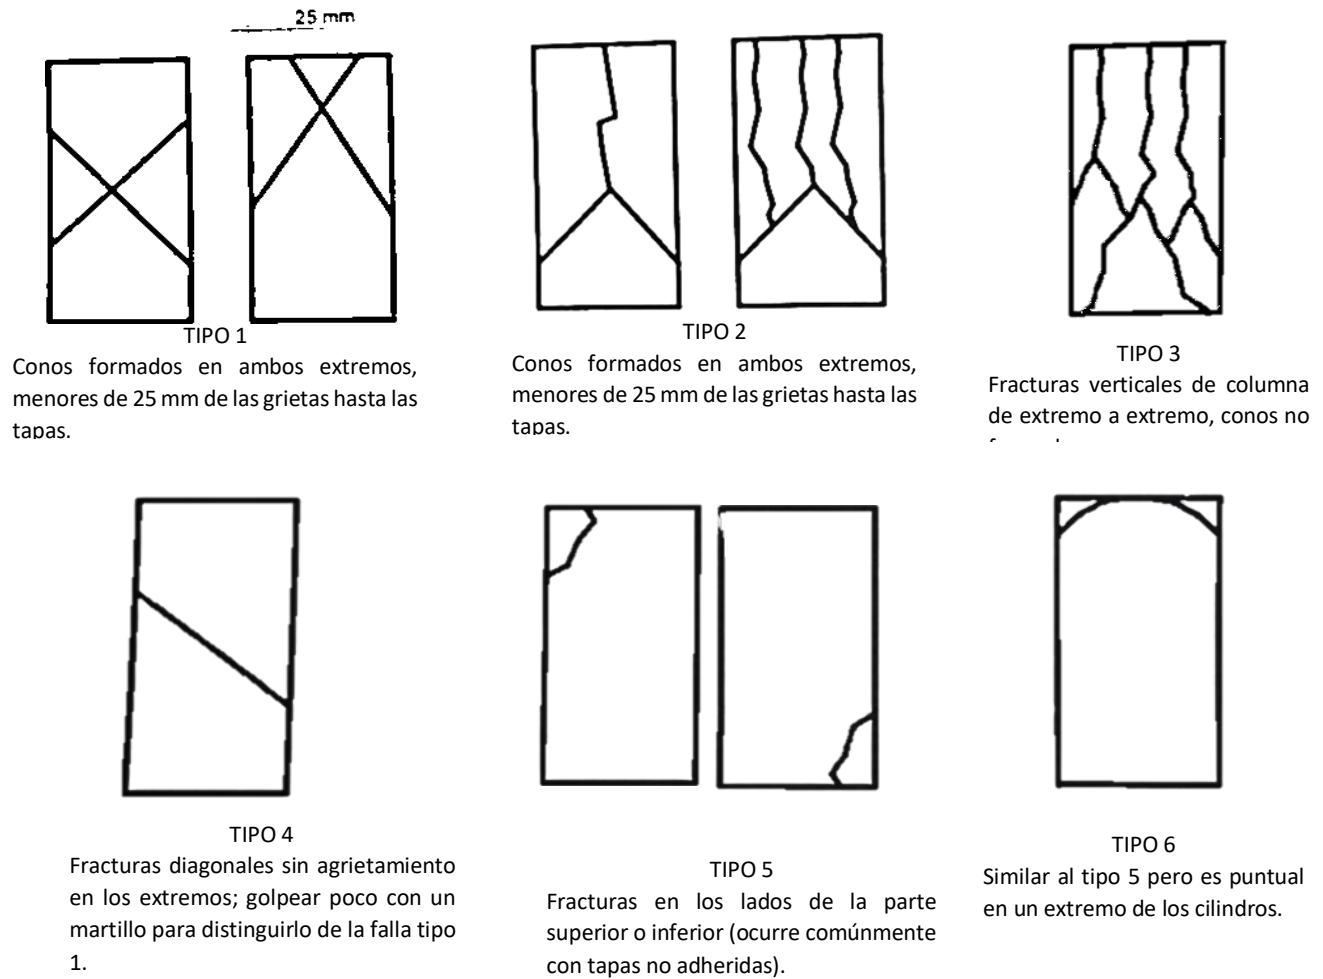 25 mm
TIPO 1
Conos formados en ambos extremos,
menores de 25 mm de las grietas hasta las
tapas.
TIPO 2
Conos formados en ambos extremos,
menores de 25 mm de las grietas hasta las
tapas.
TIPO 3
Fracturas verticales de columna
de extremo a extremo, conos no
TIPO 4
Fracturas diagonales sin agrietamiento
en los extremos; golpear poco con un
martillo para distinguirlo de la falla tipo
1.
TIPO 5
Fracturas en los lados de la parte
superior o inferior (ocurre comúnmente
con tapas no adheridas).
TIPO 6
Similar al tipo 5 pero es puntual
en un extremo de los cilindros.